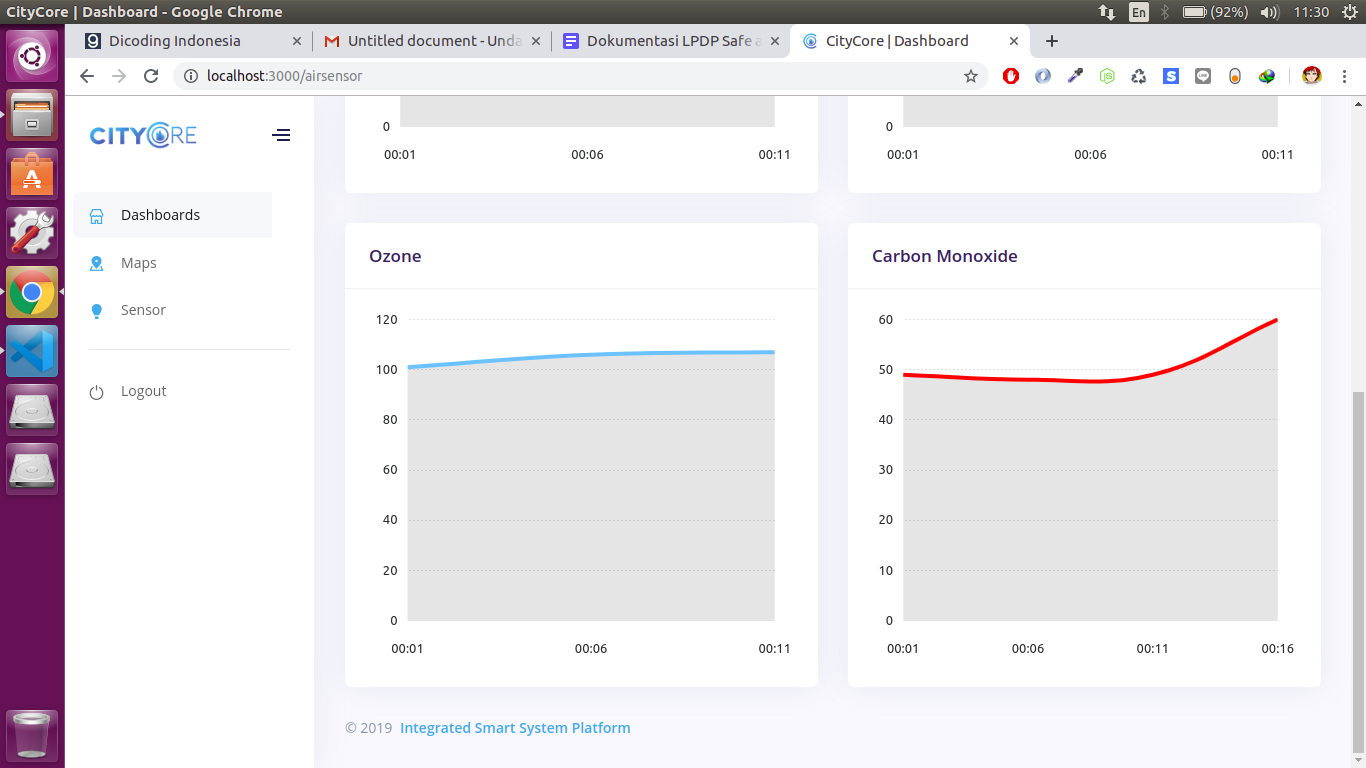 CityCore | Dashboard - Google Chrome
En
(92%)
11:30
Dicoding Indonesia
Untitled document - Unda
Dokumentasi LPDP Safe a
CityCore | Dashboard
localhost:3000/airsensor
CITYCORE
Dashboards
Maps
Sensor
Logout
0
00:01 00:06 00:11
0
00:01 00:06 00:11
Ozone
120
100
80
60
40
20
0
00:01 00:06 00:11
Carbon Monoxide
60
50
40
30
20
10
0
00:01 00:06 00:11 00:16
© 2019 Integrated Smart System Platform